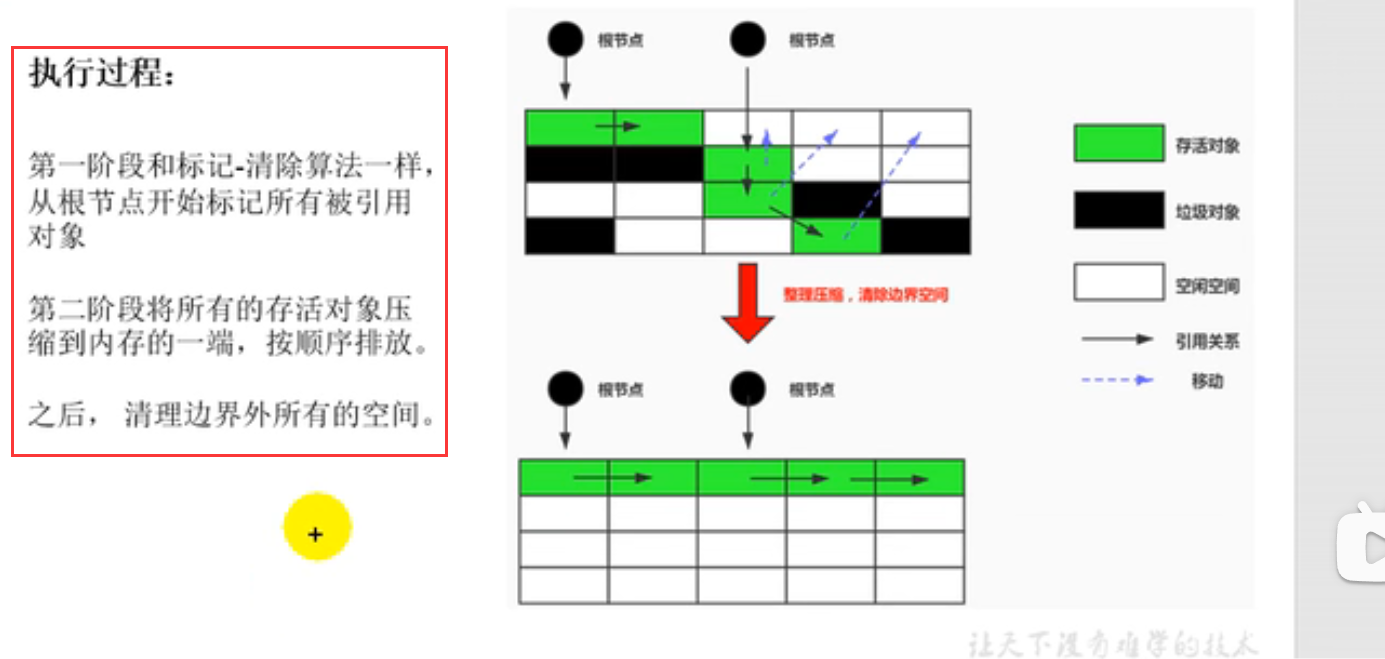 执行过程：
第一阶段和标记-清除算法一样，
从根节点开始标记所有被引用
对象
第二阶段将所有的存活对象压
缩到内存的一端，按顺序排放。
之后， 清理边界外所有的空间。
根节点
根节点
存活对象
垃圾对象
空闲空间
引用关系
移动
整理压缩，清除边界空间
根节点
根节点
让天下没有难学的技术